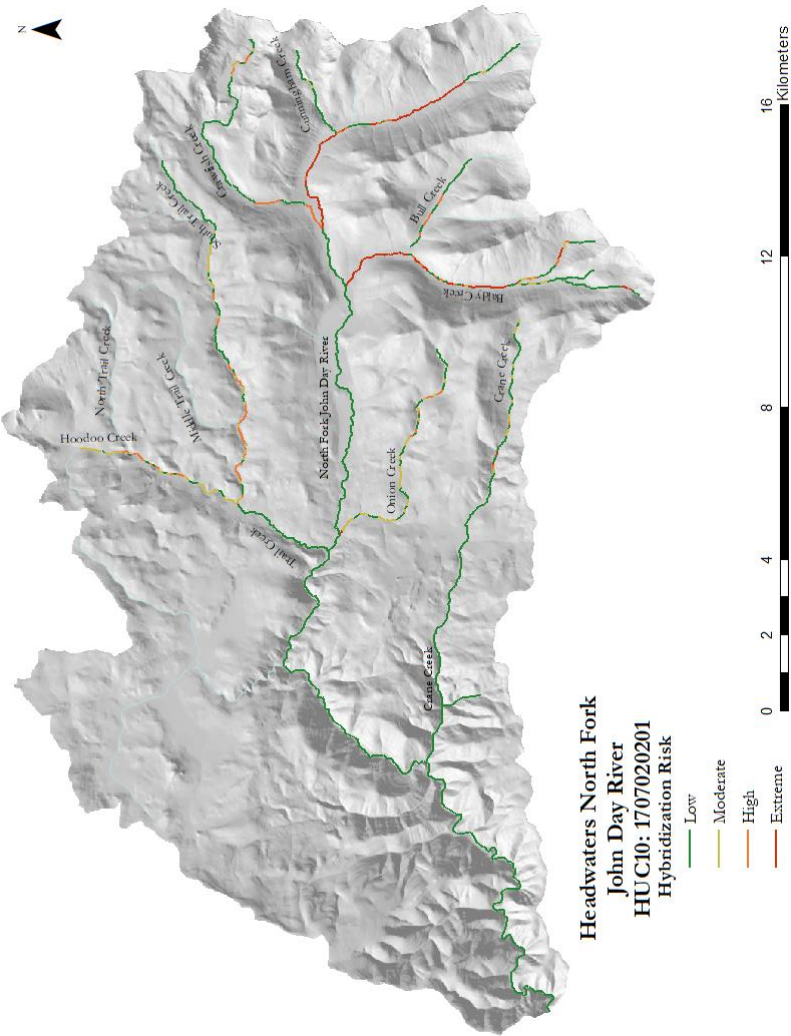 N
Cunningham Creek
Crawfish Creek
South Trail Creek
Bull Creek
Baldy Creek
North Trail Creek
Middle Trail Creek
Hoodoo Creek
North Fork John Day River
Crane Creek
Onion Creek
Trail Creek
Crane Creek
Headwaters North Fork
John Day River
HUC10: 1707020201
Hybridization Risk
Low
Moderate
High
Extreme
0 2 4 8 12 16
Kilometers